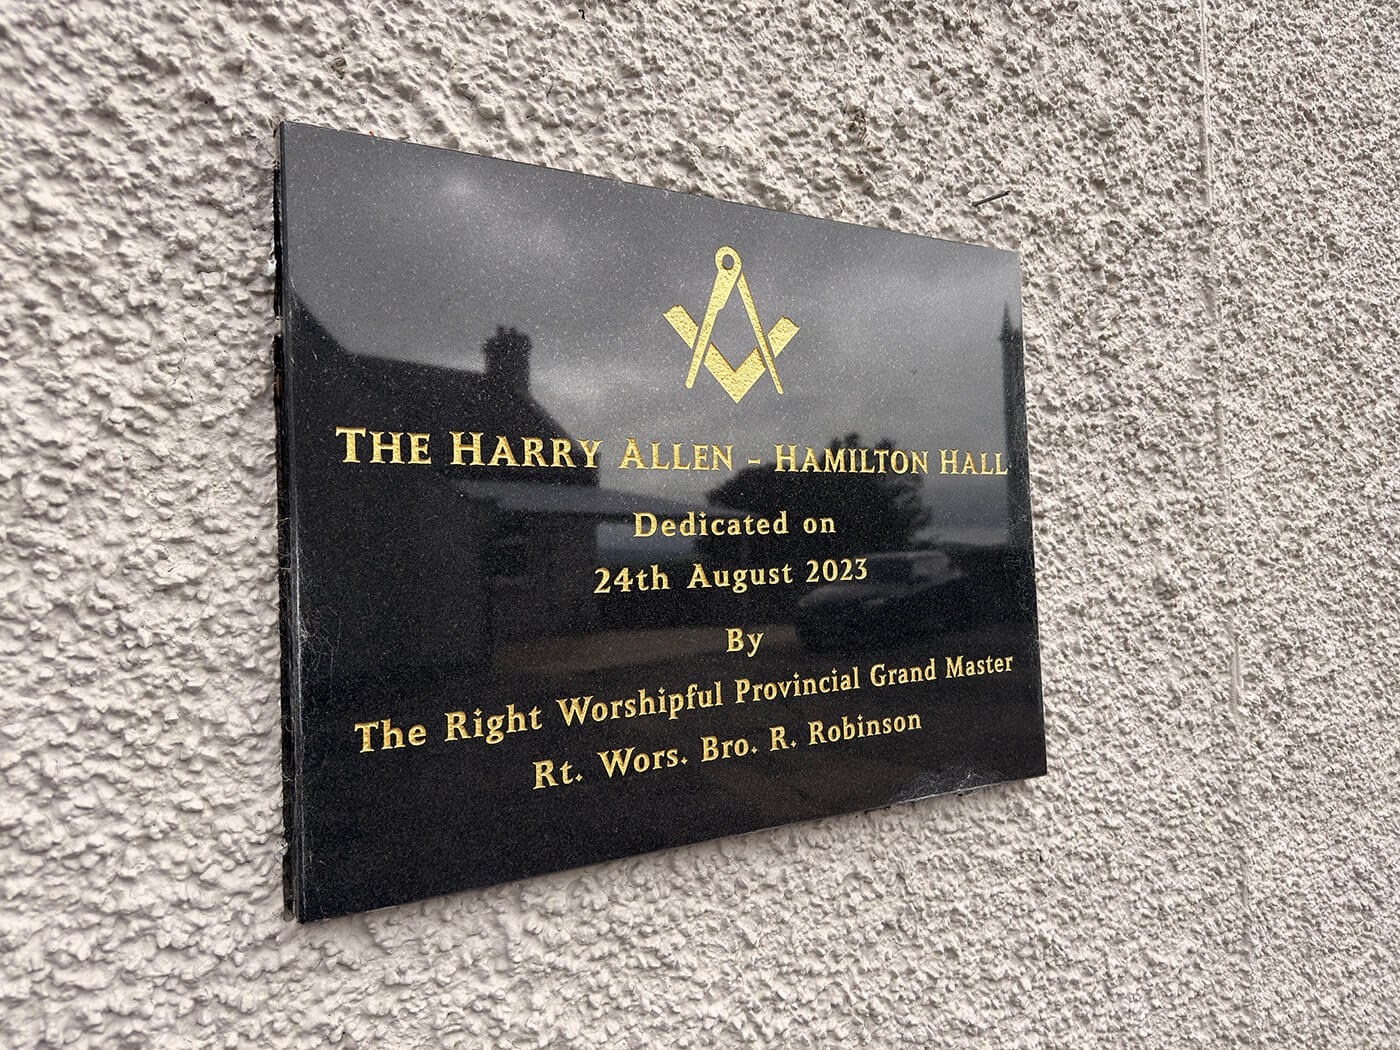 THE HARRY ALLEN - HAMILTON HALL
Dedicated on
24th August 2023
By
The Right Worshipful Provincial Grand Master
Rt. Wors. Bro. R. Robinson